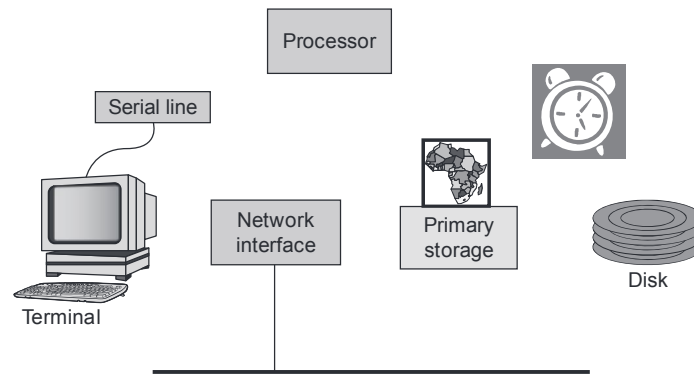 Processor
Serial line
Network
interface
Primary
storage
Disk
Terminal